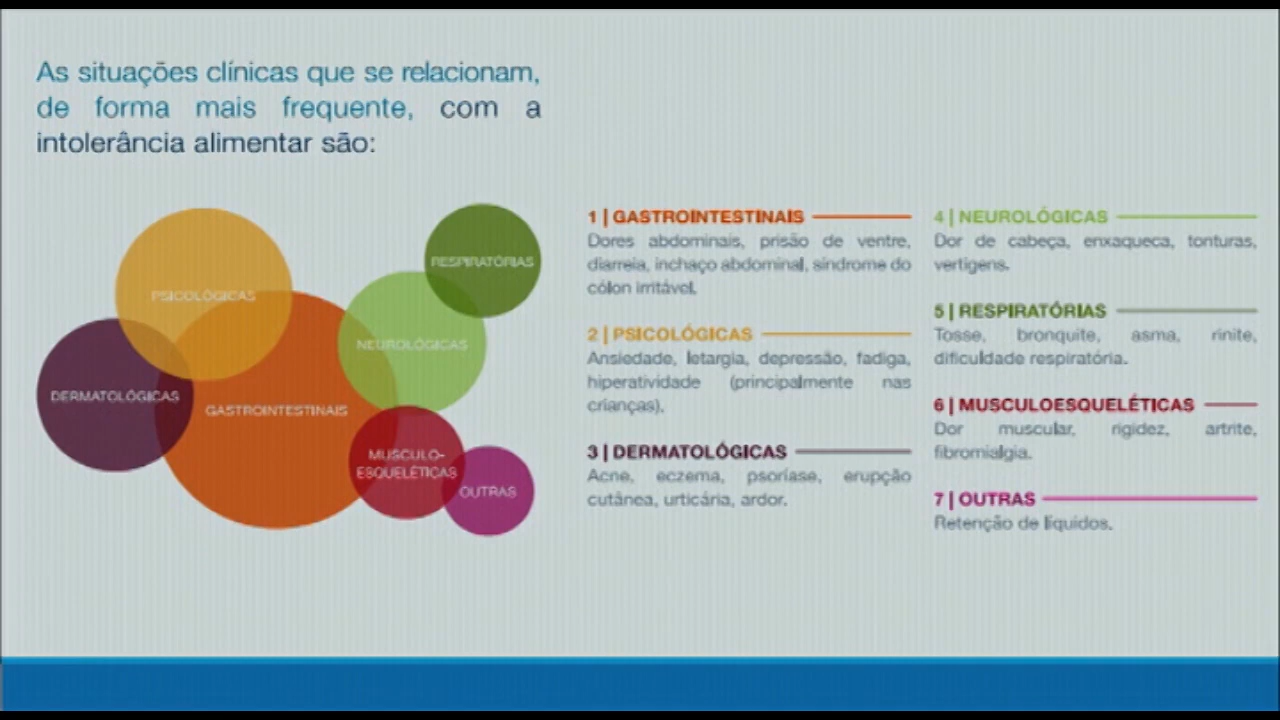 As situações clínicas que se relacionam,
de forma mais frequente, com a
intolerância alimentar são:
PSICOLÓGICAS
RESPIRATÓRIAS
NEUROLÓGICAS
DERMATOLÓGICAS
GASTROINTESTINAIS
MUSCULO-
ESQUELÉTICAS
OUTRAS
1 | GASTROINTESTINAIS
Dores abdominais, prisão de ventre,
diarreia, inchaço abdominal, síndrome do
cólon irritável.
2 | PSICOLÓGICAS
Ansiedade, letargia, depressão, fadiga,
hiperatividade (principalmente nas
crianças).
3 | DERMATOLÓGICAS
Acne, eczema, psoríase, erupção
cutânea, urticária, ardor.
4 | NEUROLÓGICAS
Dor de cabeça, enxaqueca, tonturas,
vertigens.
5 | RESPIRATÓRIAS
Tosse, bronquite, asma, rinite,
dificuldade respiratória.
6 | MUSCULOESQUELÉTICAS
Dor muscular, rigidez, artrite,
fibromialgia.
7 | OUTRAS
Retenção de líquidos.